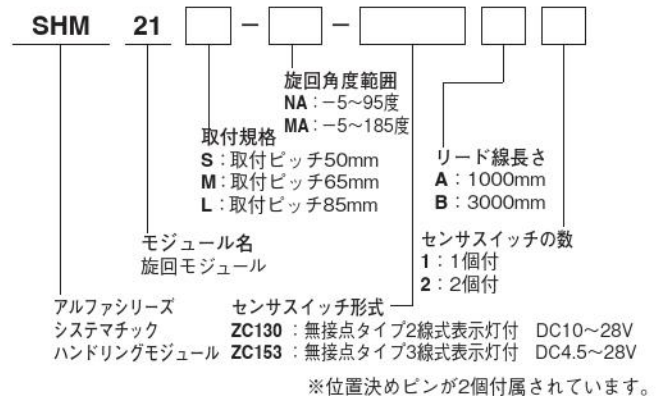 SHM 21 □ - □ - □ □ □
旋回角度範囲
NA：－5～95度
MA：－5～185度
取付規格
S：取付ピッチ50mm
M：取付ピッチ65mm
L：取付ピッチ85mm
リード線長さ
A：1000mm
B：3000mm
モジュール名
旋回モジュール
センサスイッチの数
1：1個付
2：2個付
アルファシリーズ
システマチック
ハンドリングモジュール
センサスイッチ形式
ZC130：無接点タイプ2線式表示灯付 DC10～28V
ZC153：無接点タイプ3線式表示灯付 DC4.5～28V
※位置決めピンが2個付属されています。